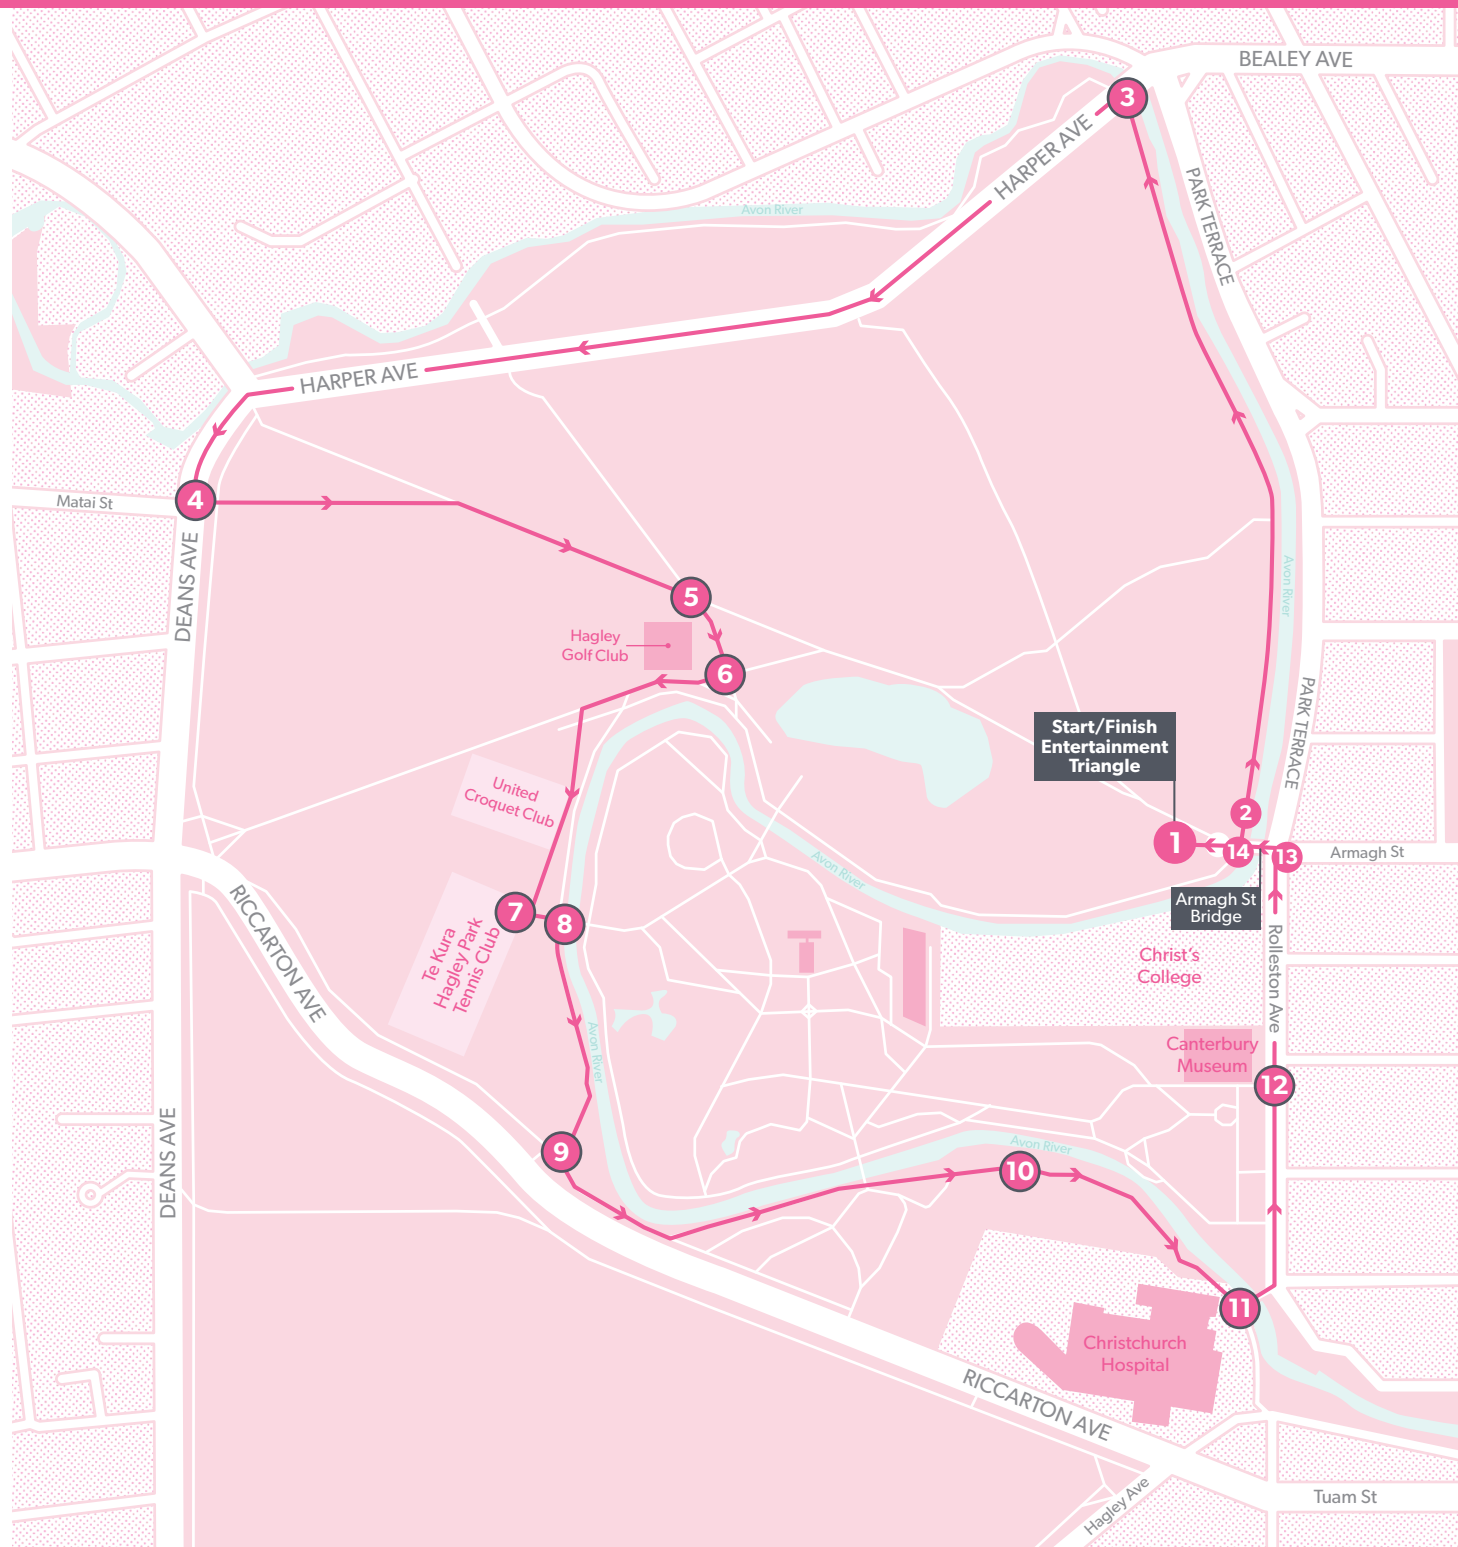 BEALEY AVE
3
HARPER AVE
PARK TERRACE
Avon River
HARPER AVE
4
Matai St
DEANS AVE
5
Hagley
Golf Club
6
Avon River
PARK TERRACE
Start/Finish
Entertainment
Triangle
United
Croquet Club
2
1
14
13
Armagh St
Avon River
Armagh St
Bridge
7
8
Te Kura
Hagley Park
Tennis Club
RICCARTON AVE
Rolleston Ave
Christ's
College
Avon River
Canterbury
Museum
12
DEANS AVE
9
Avon River
10
11
Christchurch
Hospital
RICCARTON AVE
Hagley Ave
Tuam St